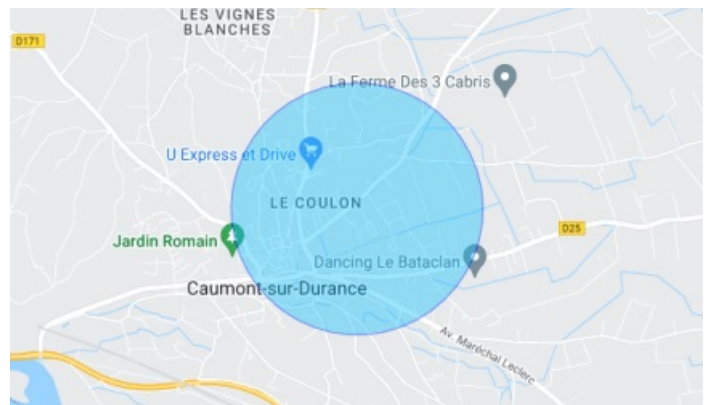 LES VIGNES
BLANCHES
D171
La Ferme Des 3 Cabris
U Express et Drive
LE COULON
D25
Jardin Romain
Dancing Le Bataclan
Caumont-sur-Durance
Av. Maréchal Leclerc